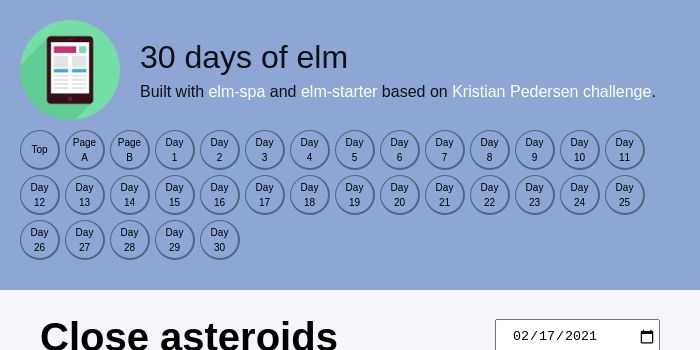 30 days of elm
Built with elm-spa and elm-starter based on Kristian Pedersen challenge.
Top Page A Page B Day 1 Day 2 Day 3 Day 4 Day 5 Day 6 Day 7 Day 8 Day 9 Day 10 Day 11
Day 12 Day 13 Day 14 Day 15 Day 16 Day 17 Day 18 Day 19 Day 20 Day 21 Day 22 Day 23 Day 24 Day 25
Day 26 Day 27 Day 28 Day 29 Day 30
Close asteroids 02/17/2021